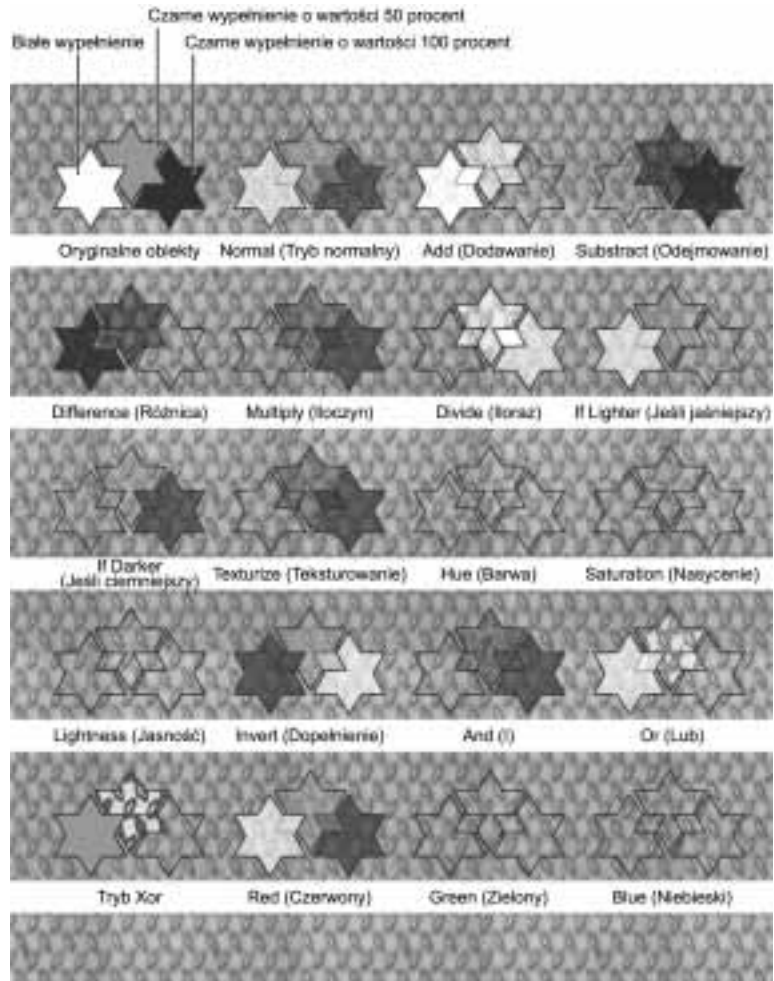 Czarne wypełnienie o wartości 50 procent
Białe wypełnienie
Czarne wypełnienie o wartości 100 procent
Oryginalne obiekty
Normal (Tryb normalny)
Add (Dodawanie)
Substract (Odejmowanie)
Difference (Różnica)
Multiply (Iloczyn)
Divide (Iloraz)
If Lighter (Jeśli jaśniejszy)
If Darker
(Jeśli ciemniejszy)
Texturize (Teksturowanie)
Hue (Barwa)
Saturation (Nasycenie)
Lightness (Jasność)
Invert (Dopełnienie)
And (I)
Or (Lub)
Tryb Xor
Red (Czerwony)
Green (Zielony)
Blue (Niebieski)